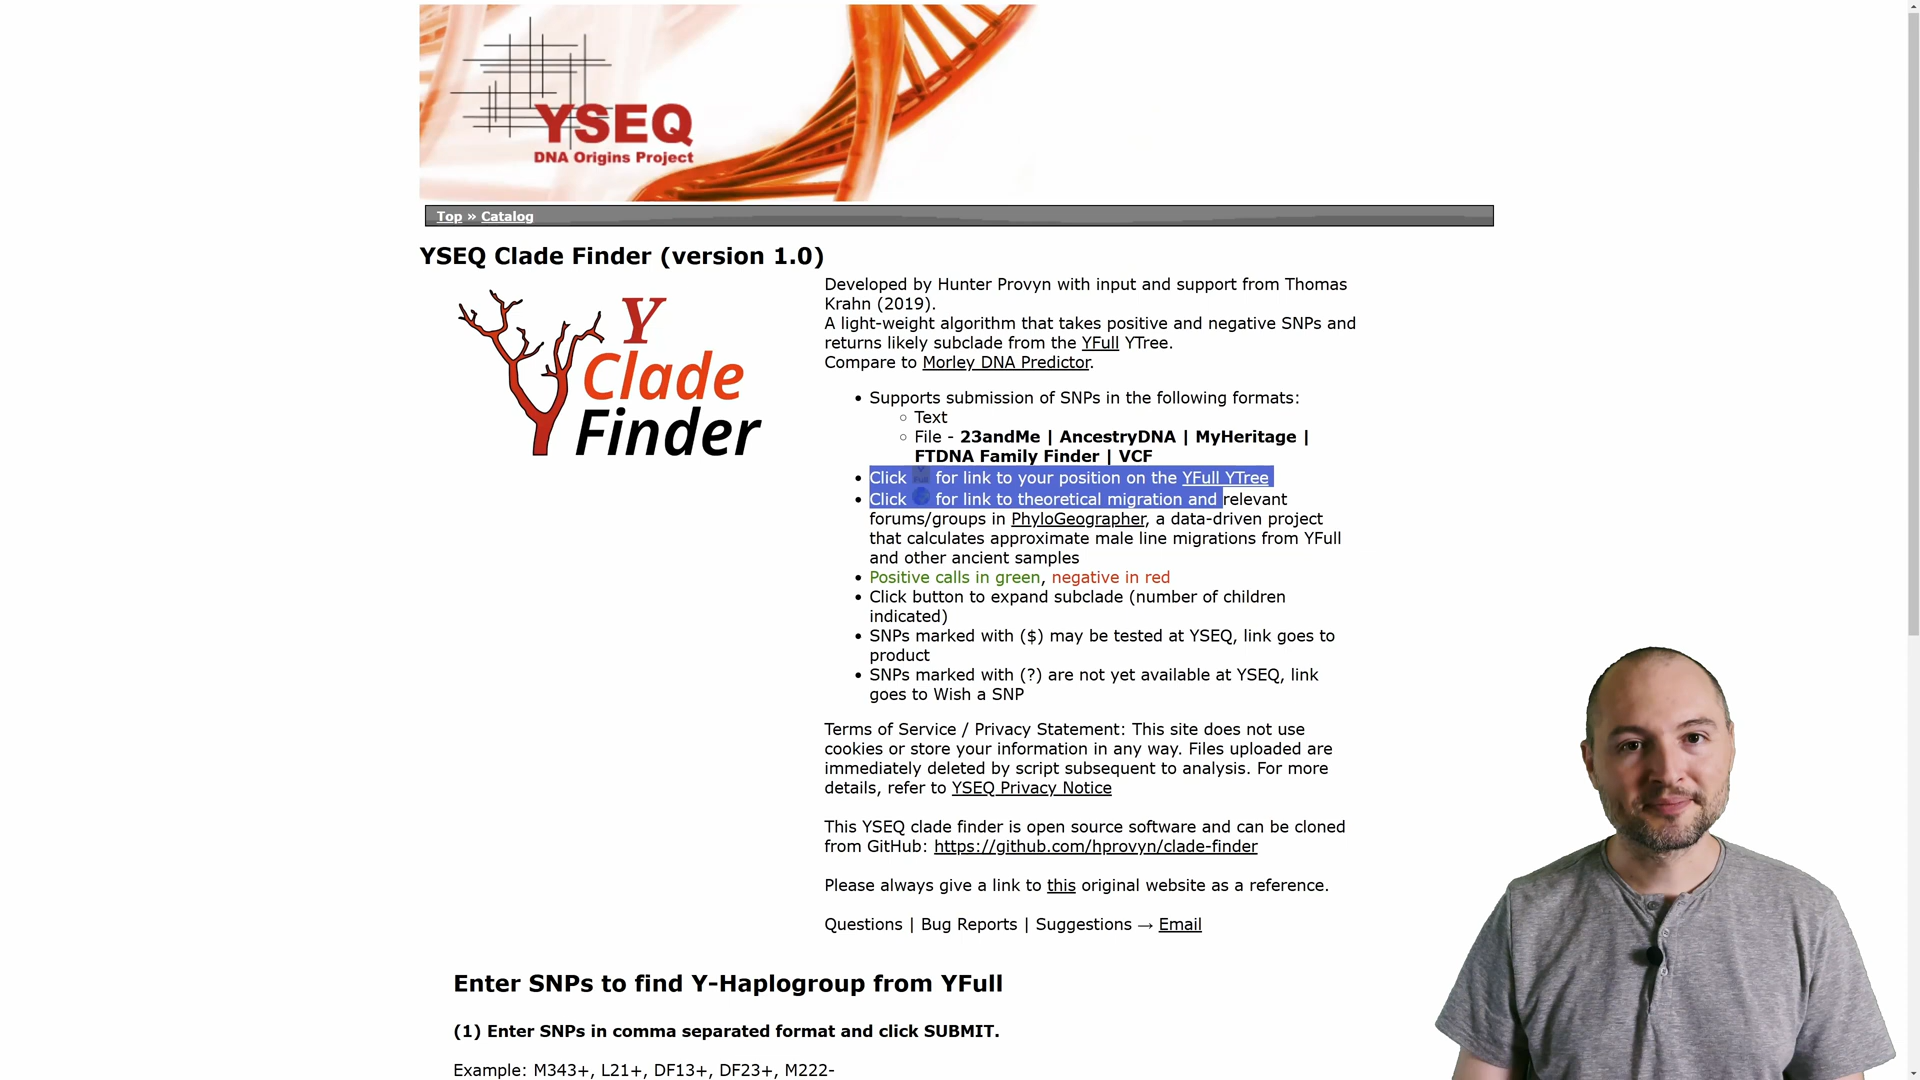 YSEQ
DNA Origins Project
Top » Catalog
YSEQ Clade Finder (version 1.0)
Y
Clade
Finder
Developed by Hunter Provyn with input and support from Thomas
Krahn (2019).
A light-weight algorithm that takes positive and negative SNPs and
returns likely subclade from the YFull YTree.
Compare to Morley DNA Predictor.
• Supports submission of SNPs in the following formats:
○ Text
○ File - 23andMe | AncestryDNA | MyHeritage |
FTDNA Family Finder | VCF
• Click for link to your position on the YFull YTree
• Click for link to theoretical migration and relevant
forums/groups in PhyloGeographer, a data-driven project
that calculates approximate male line migrations from YFull
and other ancient samples
• Positive calls in green, negative in red
• Click button to expand subclade (number of children
indicated)
• SNPs marked with ($) may be tested at YSEQ, link goes to
product
• SNPs marked with (?) are not yet available at YSEQ, link
goes to Wish a SNP
Terms of Service / Privacy Statement: This site does not use
cookies or store your information in any way. Files uploaded are
immediately deleted by script subsequent to analysis. For more
details, refer to YSEQ Privacy Notice
This YSEQ clade finder is open source software and can be cloned
from GitHub: https://github.com/hprovyn/clade-finder
Please always give a link to this original website as a reference.
Questions | Bug Reports | Suggestions → Email
Enter SNPs to find Y-Haplogroup from YFull
(1) Enter SNPs in comma separated format and click SUBMIT.
Example: M343+, L21+, DF13+, DF23+, M222-